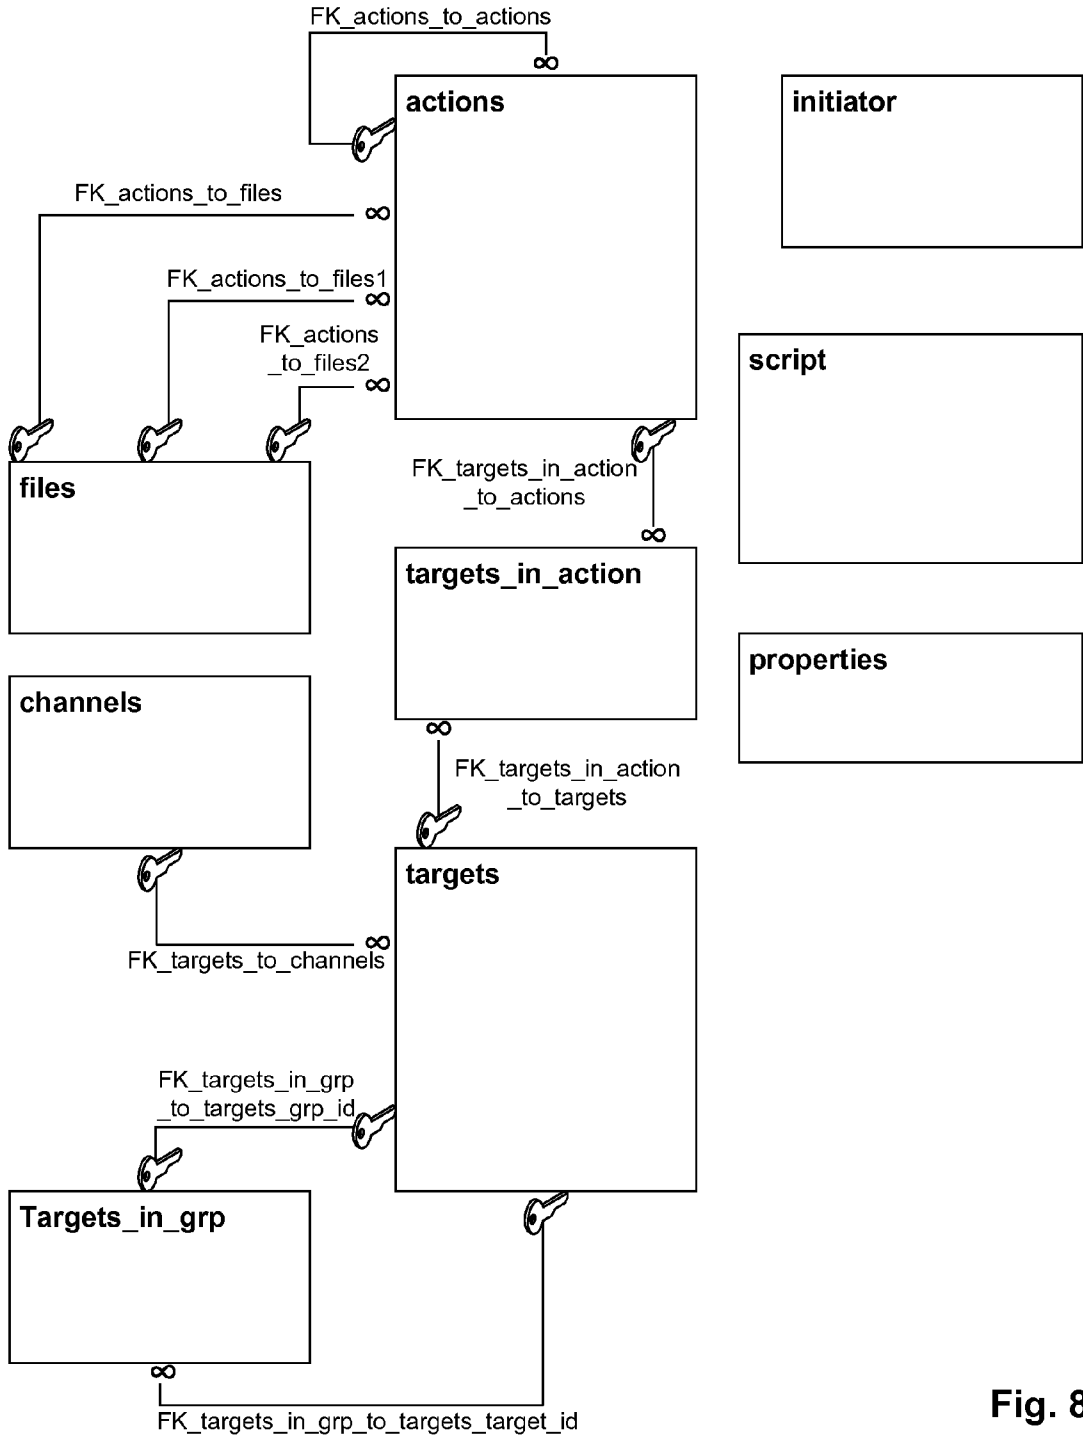 FK_actions_to_actions
∞
actions
initiator
FK_actions_to_files
∞
FK_actions_to_files1
∞
FK_actions
_to_files2
∞
script
files
FK_targets_in_action
_to_actions
∞
targets_in_action
properties
channels
∞
FK_targets_in_action
_to_targets
targets
∞
FK_targets_to_channels
FK_targets_in_grp
_to_targets_grp_id
Targets_in_grp
∞
FK_targets_in_grp_to_targets_target_id
Fig. 8